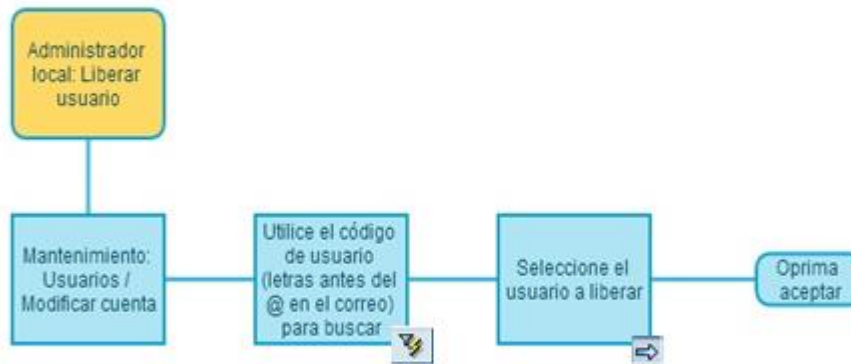 Administrador
local: Liberar
usuario
Mantenimiento:
Usuarios /
Modificar cuenta
Utilice el código
de usuario
(letras antes del
@ en el correo)
para buscar
Seleccione el
usuario a liberar
Oprima
aceptar